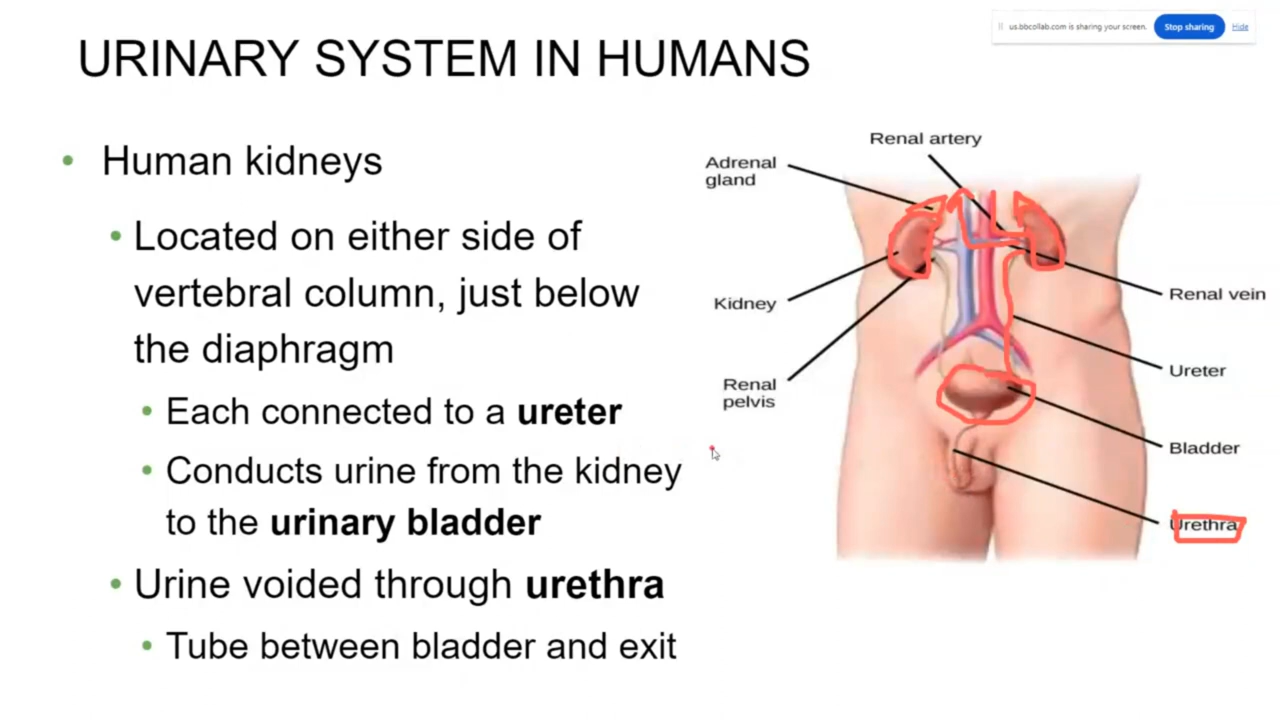 us.bbcollab.com is sharing your screen. Stop sharing Hide
URINARY SYSTEM IN HUMANS
• Human kidneys
• Located on either side of
vertebral column, just below
the diaphragm
• Each connected to a ureter
• Conducts urine from the kidney
to the urinary bladder
• Urine voided through urethra
• Tube between bladder and exit
Renal artery
Adrenal
gland
Kidney
Renal
pelvis
Renal vein
Ureter
Bladder
Urethra